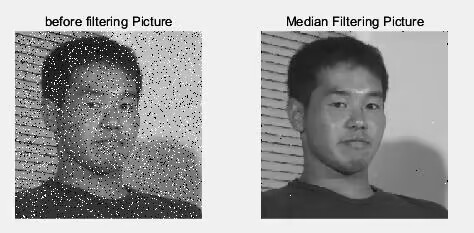 before filtering Picture
Median Filtering Picture